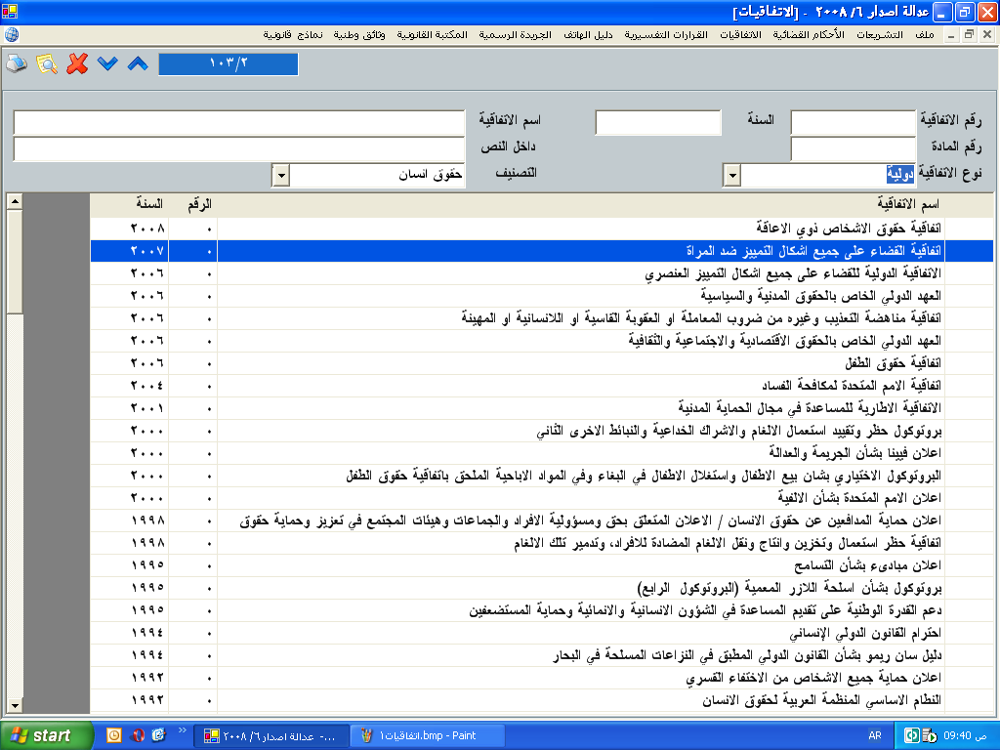 عدالة اصدار ٦/ ٢٠٠٨ - [الاتفاقيات]
ملف التشريعات الأحكام القضائية الاتفاقيات القرارات التفسيرية دليل الهاتف الجريدة الرسمية المكتبة القانونية وثائق وطنية نماذج قانونية
١٠٣/٢
رقم الاتفاقية السنة اسم الاتفاقية
رقم المادة داخل النص
نوع الاتفاقية دولية التصنيف حقوق انسان
اسم الاتفاقية الرقم السنة
اتفاقية حقوق الاشخاص ذوي الاعاقة ٠ ٢٠٠٨
اتفاقية القضاء على جميع اشكال التمييز ضد المراة ٠ ٢٠٠٧
الاتفاقية الدولية للقضاء على جميع اشكال التمييز العنصري ٠ ٢٠٠٦
العهد الدولي الخاص بالحقوق المدنية والسياسية ٠ ٢٠٠٦
اتفاقية مناهضة التعذيب وغيره من ضروب المعاملة او العقوبة القاسية او اللانسانية او المهينة ٠ ٢٠٠٦
العهد الدولي الخاص بالحقوق الاقتصادية والاجتماعية والثقافية ٠ ٢٠٠٦
اتفاقية حقوق الطفل ٠ ٢٠٠٦
اتفاقية الامم المتحدة لمكافحة الفساد ٠ ٢٠٠٤
الاتفاقية الاطارية للمساعدة في مجال الحماية المدنية ٠ ٢٠٠١
بروتوكول حظر وتقييد استعمال الالغام والاشراك الخداعية والنبائط الاخرى الثاني ٠ ٢٠٠٠
اعلان فيينا بشأن الجريمة والعدالة ٠ ٢٠٠٠
البروتوكول الاختياري بشان بيع الاطفال واستغلال الاطفال في البغاء وفي المواد الاباحية الملحق باتفاقية حقوق الطفل ٠ ٢٠٠٠
اعلان الامم المتحدة بشأن الالفية ٠ ٢٠٠٠
اعلان حماية المدافعين عن حقوق الانسان / الاعلان المتعلق بحق ومسؤولية الافراد والجماعات وهيئات المجتمع في تعزيز وحماية حقوق ٠ ١٩٩٨
اتفاقية حظر استعمال وتخزين وانتاج ونقل الالغام المضادة للافراد، وتدمير تلك الالغام ٠ ١٩٩٨
اعلان مبادىء بشأن التسامح ٠ ١٩٩٥
بروتوكول بشأن اسلحة اللازر المعمية (البروتوكول الرابع) ٠ ١٩٩٥
دعم القدرة الوطنية على تقديم المساعدة في الشؤون الانسانية والانمائية وحماية المستضعفين ٠ ١٩٩٥
احترام القانون الدولي الإنساني ٠ ١٩٩٤
دليل سان ريمو بشأن القانون الدولي المطبق في النزاعات المسلحة في البحار ٠ ١٩٩٤
اعلان حماية جميع الاشخاص من الاختفاء القسري ٠ ١٩٩٢
النظام الاساسي المنظمة العربية لحقوق الانسان ٠ ١٩٩٢
start عدالة اصدار ٦/ ٢٠٠٨ -... اتفاقيات١.bmp - Paint AR 09:40 ص